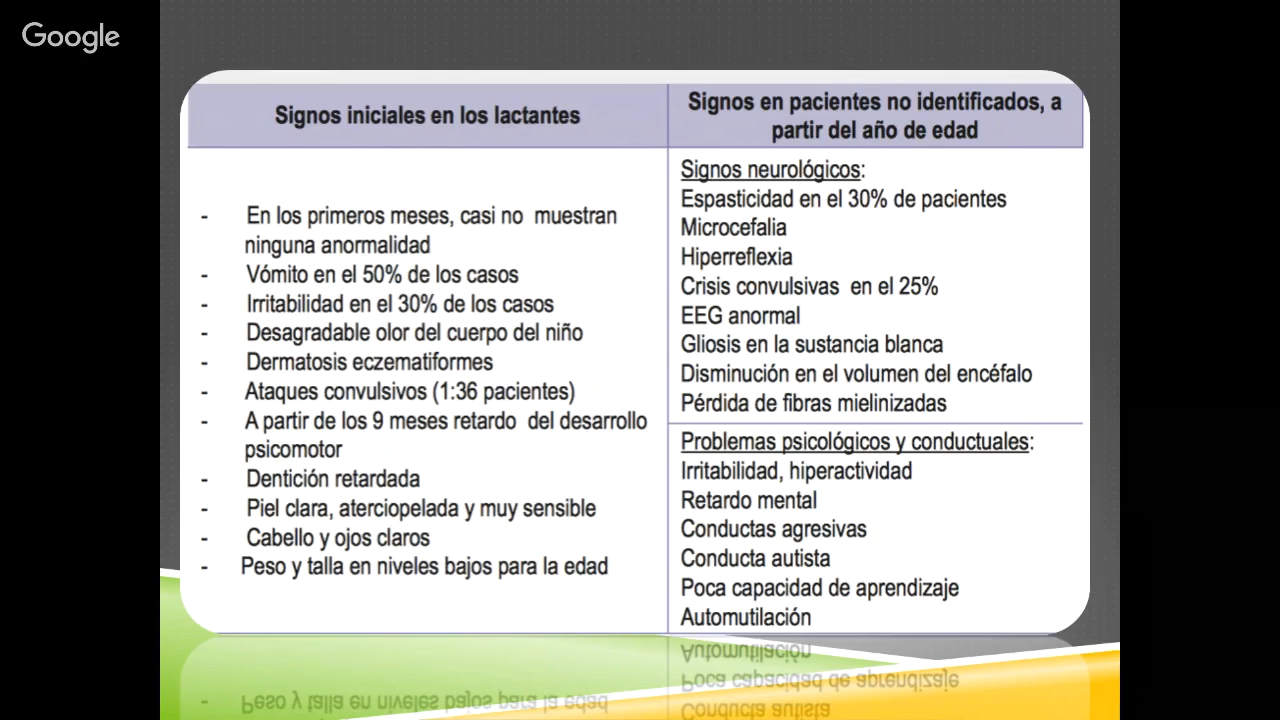 Google
Signos iniciales en los lactantes
Signos en pacientes no identificados, a
partir del año de edad
- En los primeros meses, casi no muestran
ninguna anormalidad
- Vómito en el 50% de los casos
- Irritabilidad en el 30% de los casos
- Desagradable olor del cuerpo del niño
- Dermatosis eczematiformes
- Ataques convulsivos (1:36 pacientes)
- A partir de los 9 meses retardo del desarrollo
psicomotor
- Dentición retardada
- Piel clara, aterciopelada y muy sensible
- Cabello y ojos claros
- Peso y talla en niveles bajos para la edad
Signos neurológicos:
Espasticidad en el 30% de pacientes
Microcefalia
Hiperreflexia
Crisis convulsivas en el 25%
EEG anormal
Gliosis en la sustancia blanca
Disminución en el volumen del encéfalo
Pérdida de fibras mielinizadas
Problemas psicológicos y conductuales:
Irritabilidad, hiperactividad
Retardo mental
Conductas agresivas
Conducta autista
Poca capacidad de aprendizaje
Automutilación